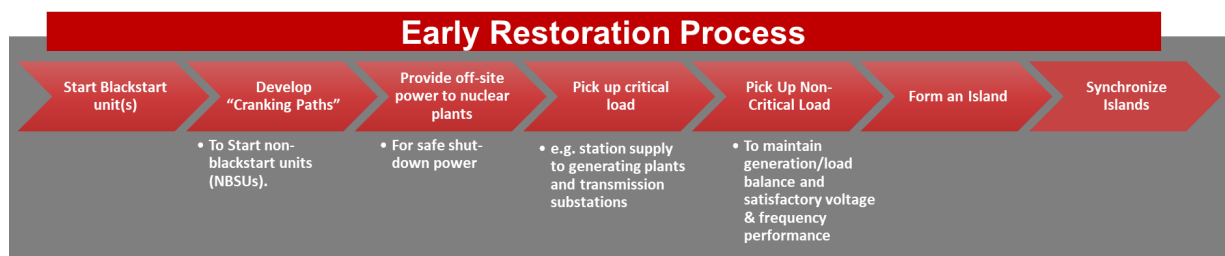 Early Restoration Process
Start Blackstart
unit(s)
Develop
“Cranking Paths”
Provide off-site
power to nuclear
plants
Pick up critical
load
Pick Up Non-
Critical Load
Form an Island
Synchronize
Islands
• To Start non-
blackstart units
(NBSUs).
• For safe shut-
down power
• e.g. station supply
to generating plants
and transmission
substations
• To maintain
generation/load
balance and
satisfactory voltage
& frequency
performance